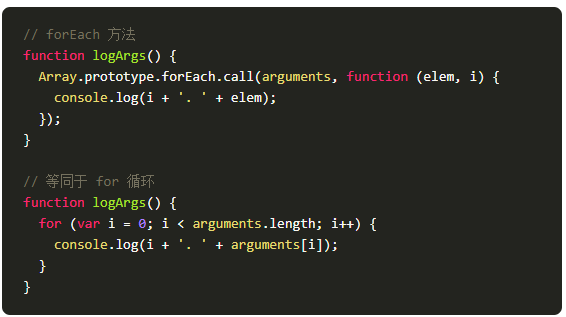 // forEach 方法
function logArgs() {
  Array.prototype.forEach.call(arguments, function (elem, i) {
    console.log(i + '. ' + elem);
  });
}

// 等同于 for 循环
function logArgs() {
  for (var i = 0; i < arguments.length; i++) {
    console.log(i + '. ' + arguments[i]);
  }
}